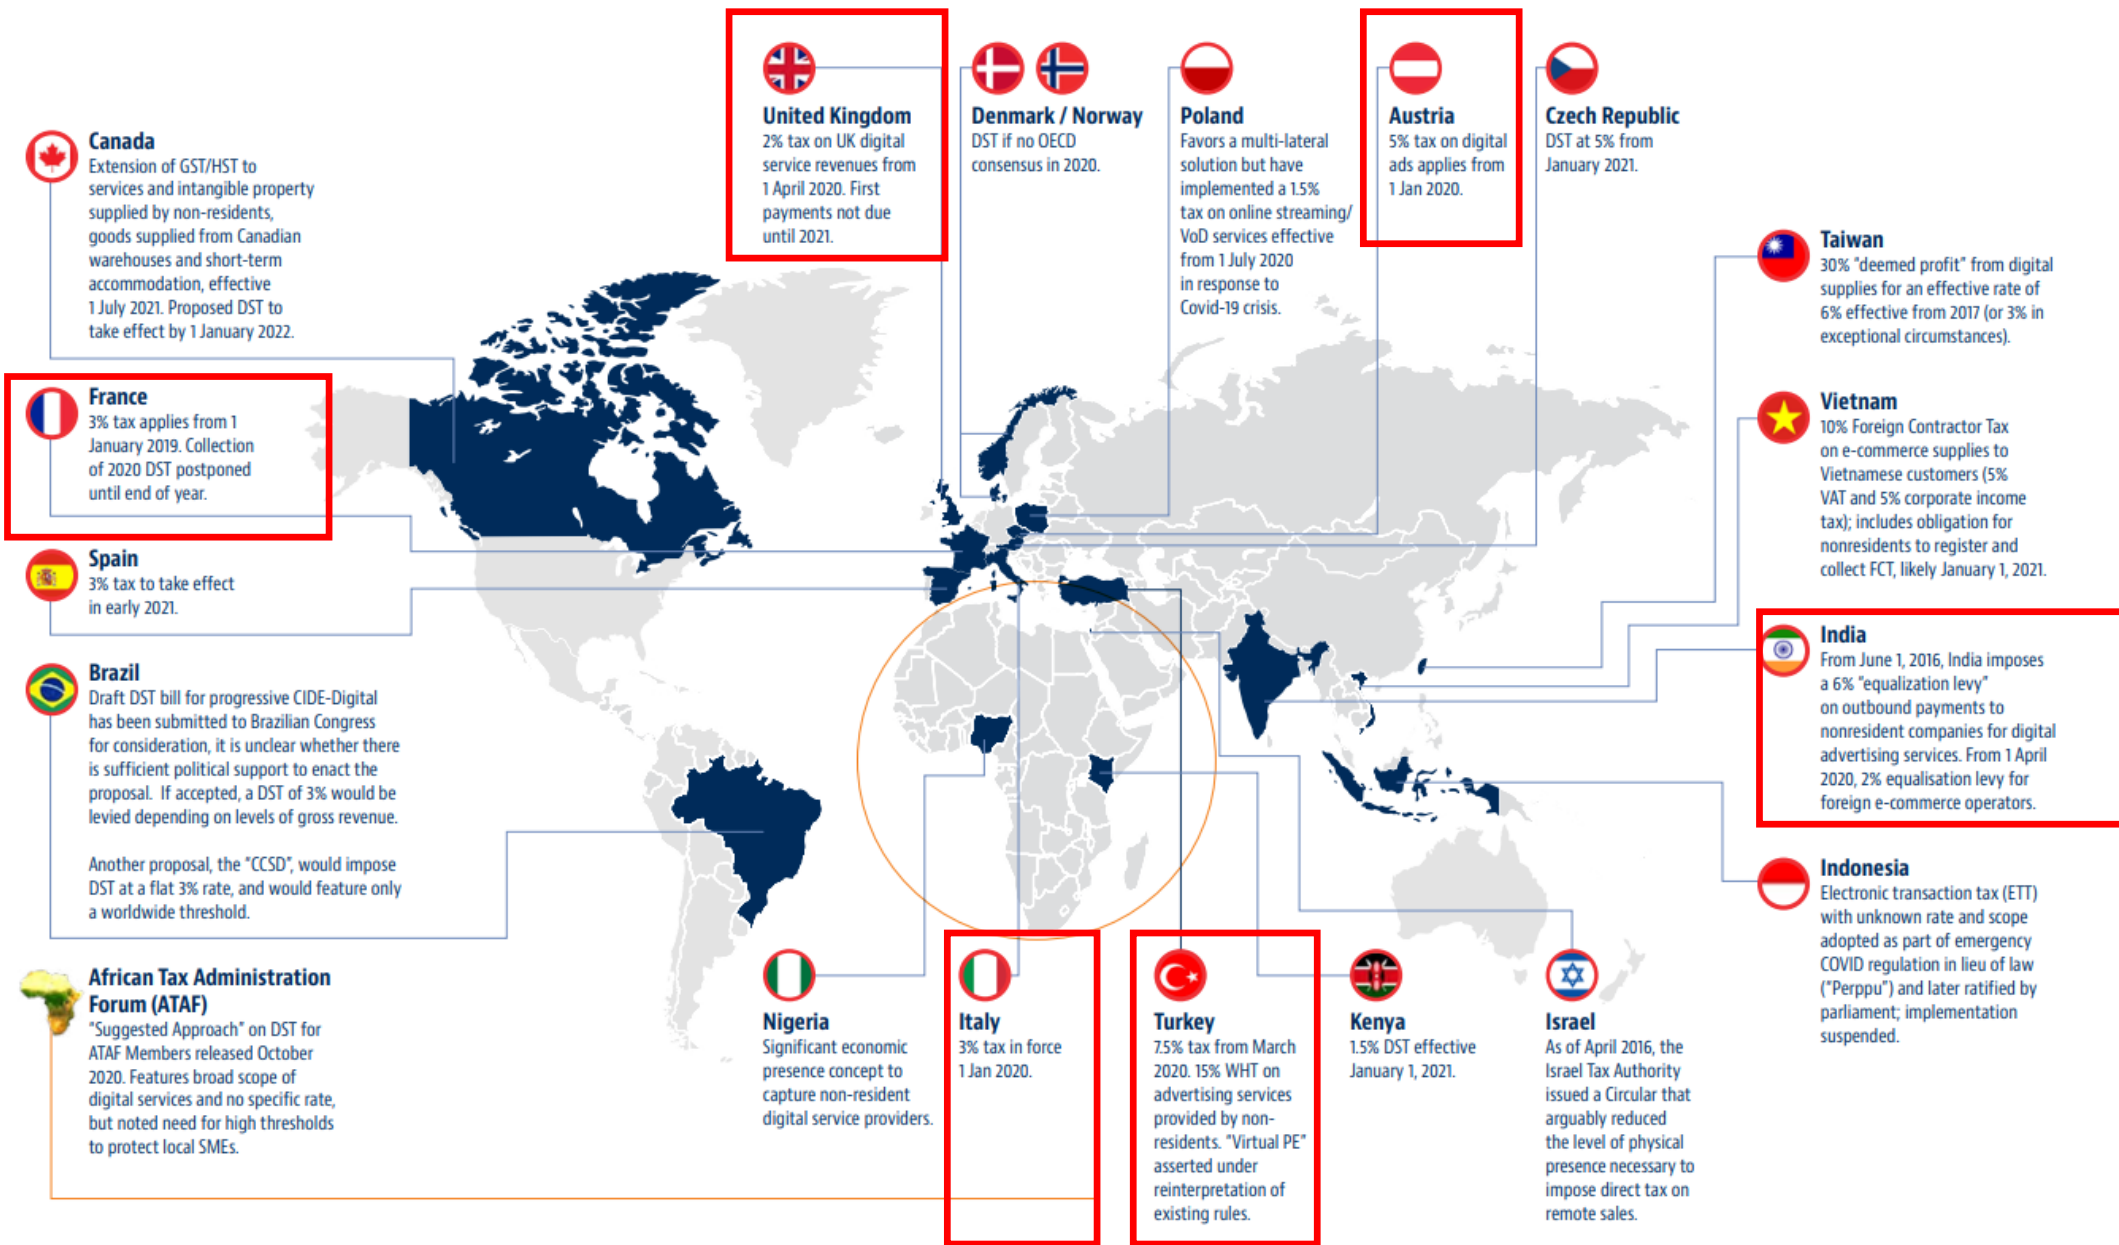 United Kingdom
2% tax on UK digital
service revenues from
1 April 2020. First
payments not due
until 2021.
Denmark / Norway
DST if no OECD
consensus in 2020.
Poland
Favors a multi-lateral
solution but have
implemented a 1.5%
tax on online streaming/
VoD services effective
from 1 July 2020
in response to
Covid-19 crisis.
Austria
5% tax on digital
ads applies from
1 Jan 2020.
Czech Republic
DST at 5% from
January 2021.
Canada
Extension of GST/HST to
services and intangible property
supplied by non-residents,
goods supplied from Canadian
warehouses and short-term
accommodation, effective
1 July 2021. Proposed DST to
take effect by 1 January 2022.
France
3% tax applies from 1
January 2019. Collection
of 2020 DST postponed
until end of year.
Spain
3% tax to take effect
in early 2021.
Brazil
Draft DST bill for progressive CIDE-Digital
has been submitted to Brazilian Congress
for consideration, it is unclear whether there
is sufficient political support to enact the
proposal. If accepted, a DST of 3% would be
levied depending on levels of gross revenue.
Another proposal, the "CCSD", would impose
DST at a flat 3% rate, and would feature only
a worldwide threshold.
African Tax Administration
Forum (ATAF)
"Suggested Approach" on DST for
ATAF Members released October
2020. Features broad scope of
digital services and no specific rate,
but noted need for high thresholds
to protect local SMEs.
Nigeria
Significant economic
presence concept to
capture non-resident
digital service providers.
Italy
3% tax in force
1 Jan 2020.
Turkey
7.5% tax from March
2020. 15% WHT on
advertising services
provided by non-
residents. "Virtual PE"
asserted under
reinterpretation of
existing rules.
Kenya
1.5% DST effective
January 1, 2021.
Israel
As of April 2016, the
Israel Tax Authority
issued a Circular that
arguably reduced
the level of physical
presence necessary to
impose direct tax on
remote sales.
Taiwan
30% "deemed profit" from digital
supplies for an effective rate of
6% effective from 2017 (or 3% in
exceptional circumstances).
Vietnam
10% Foreign Contractor Tax
on e-commerce supplies to
Vietnamese customers (5%
VAT and 5% corporate income
tax); includes obligation for
nonresidents to register and
collect FCT, likely January 1, 2021.
India
From June 1, 2016, India imposes
a 6% "equalization levy"
on outbound payments to
nonresident companies for digital
advertising services. From 1 April
2020, 2% equalisation levy for
foreign e-commerce operators.
Indonesia
Electronic transaction tax (ETT)
with unknown rate and scope
adopted as part of emergency
COVID regulation in lieu of law
("Perppu") and later ratified by
parliament; implementation
suspended.